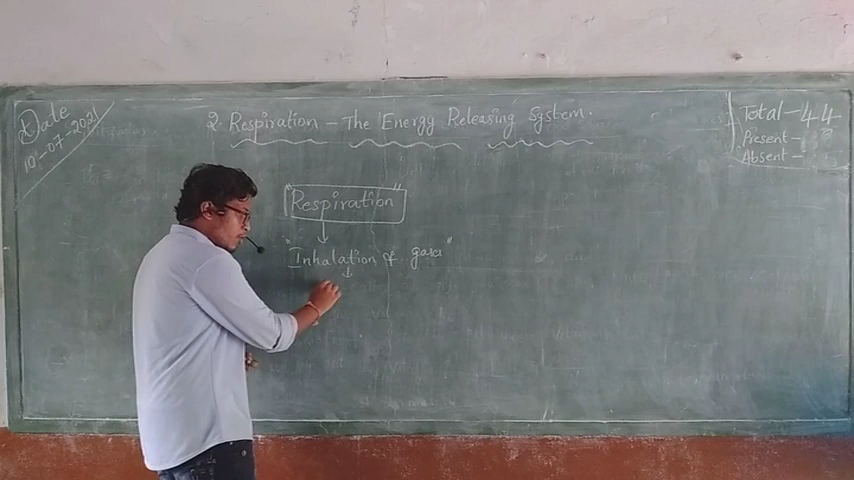 Date
10-07-2021
2. Respiration - The Energy Releasing System.
Total - 44
Present -
Absent -
"Respiration"
"Inhalation of gases"